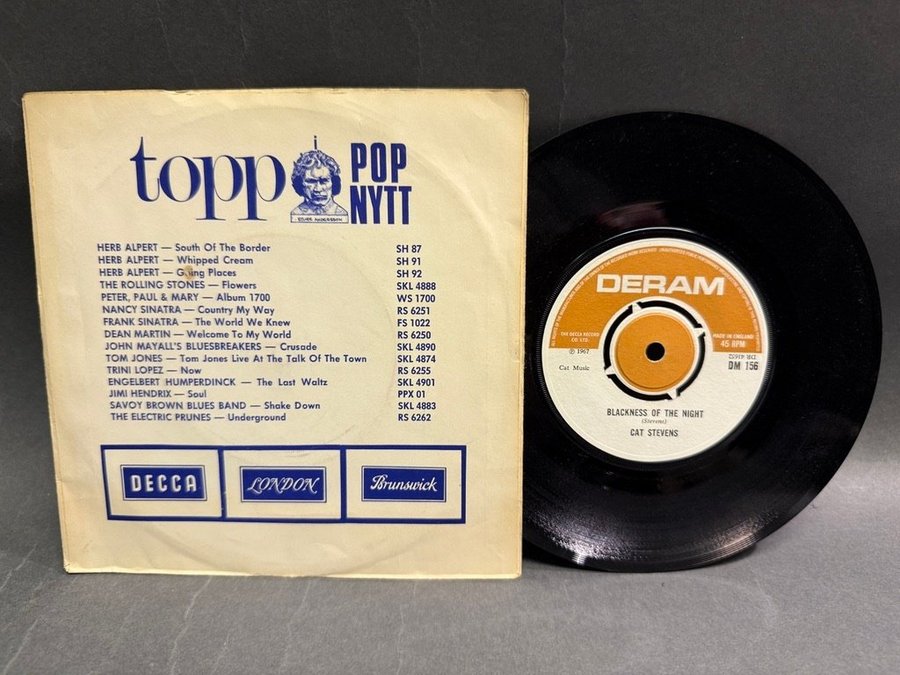 topp
POP
NYTT
HERB ALPERT — South Of The Border SH 87
HERB ALPERT — Whipped Cream SH 91
HERB ALPERT — Going Places SH 92
THE ROLLING STONES — Flowers SKL 4888
PETER, PAUL & MARY — Album 1700 WS 1700
NANCY SINATRA — Country My Way RS 6251
FRANK SINATRA — The World We Knew FS 1022
DEAN MARTIN — Welcome To My World RS 6250
JOHN MAYALL'S BLUESBREAKERS — Crusade SKL 4890
TOM JONES — Tom Jones Live At The Talk Of The Town SKL 4874
TRINI LOPEZ — Now RS 6255
ENGELBERT HUMPERDINCK — The Last Waltz SKL 4901
JIMI HENDRIX — Soul PPX 01
SAVOY BROWN BLUES BAND — Shake Down SKL 4883
THE ELECTRIC PRUNES — Underground RS 6262
DECCA
LONDON
Brunswick
DERAM
THE DECCA RECORD
CO. LTD.
MADE IN ENGLAND
45 RPM
℗ 1967
Cat Music
DM 156
BLACKNESS OF THE NIGHT
(Stevens)
CAT STEVENS